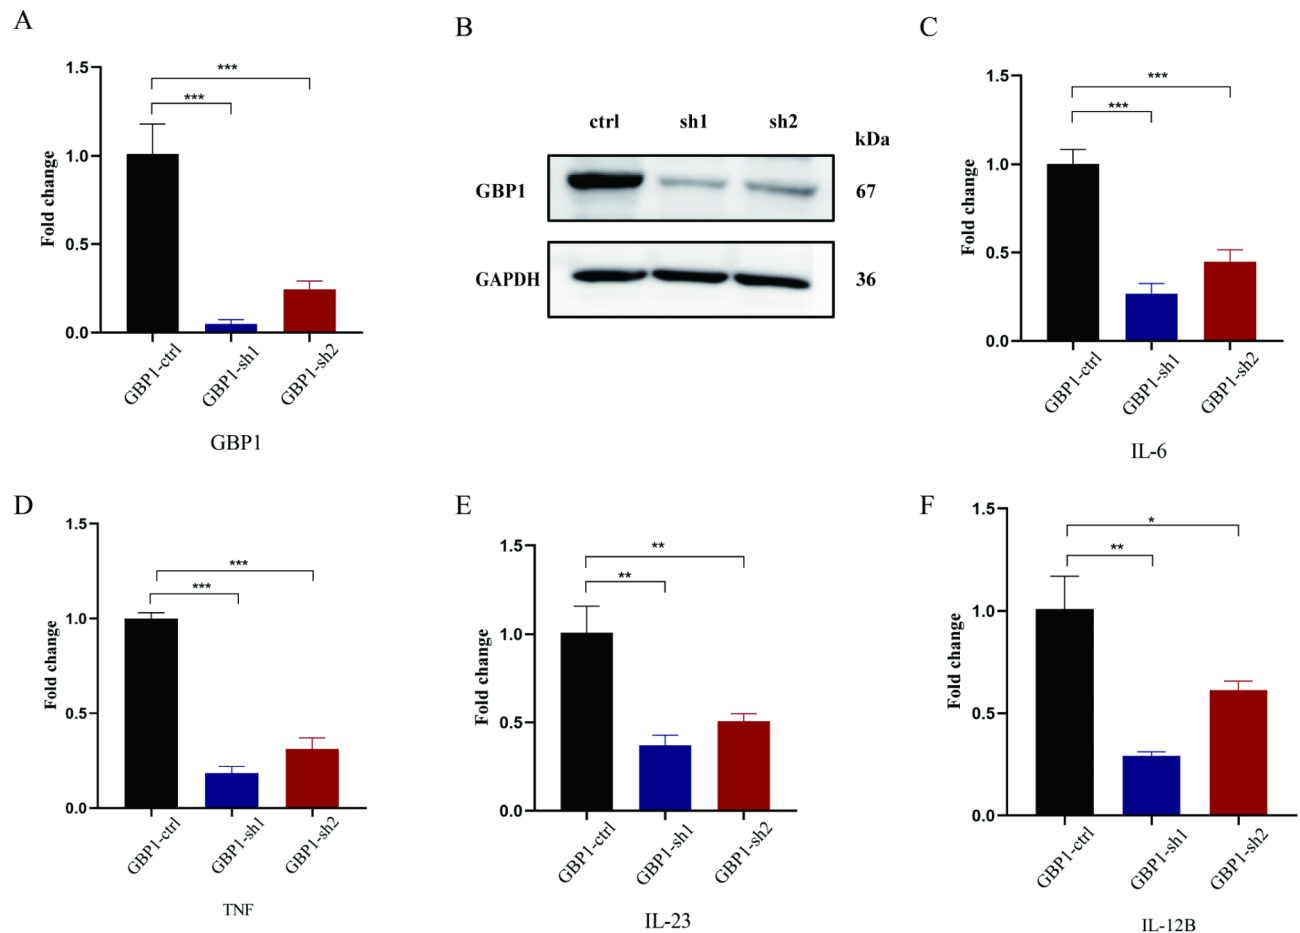 A
1.5
1.0
0.5
0.0
Fold change
***
***
GBP1-ctrl
GBP1-sh1
GBP1-sh2
GBP1
B
ctrl sh1 sh2
kDa
GBP1 67
GAPDH 36
C
1.5
1.0
0.5
0.0
Fold change
***
***
GBP1-ctrl
GBP1-sh1
GBP1-sh2
IL-6
D
1.5
1.0
0.5
0.0
Fold change
***
***
GBP1-ctrl
GBP1-sh1
GBP1-sh2
TNF
E
1.5
1.0
0.5
0.0
Fold change
**
**
GBP1-ctrl
GBP1-sh1
GBP1-sh2
IL-23
F
1.5
1.0
0.5
0.0
Fold change
*
**
GBP1-ctrl
GBP1-sh1
GBP1-sh2
IL-12B